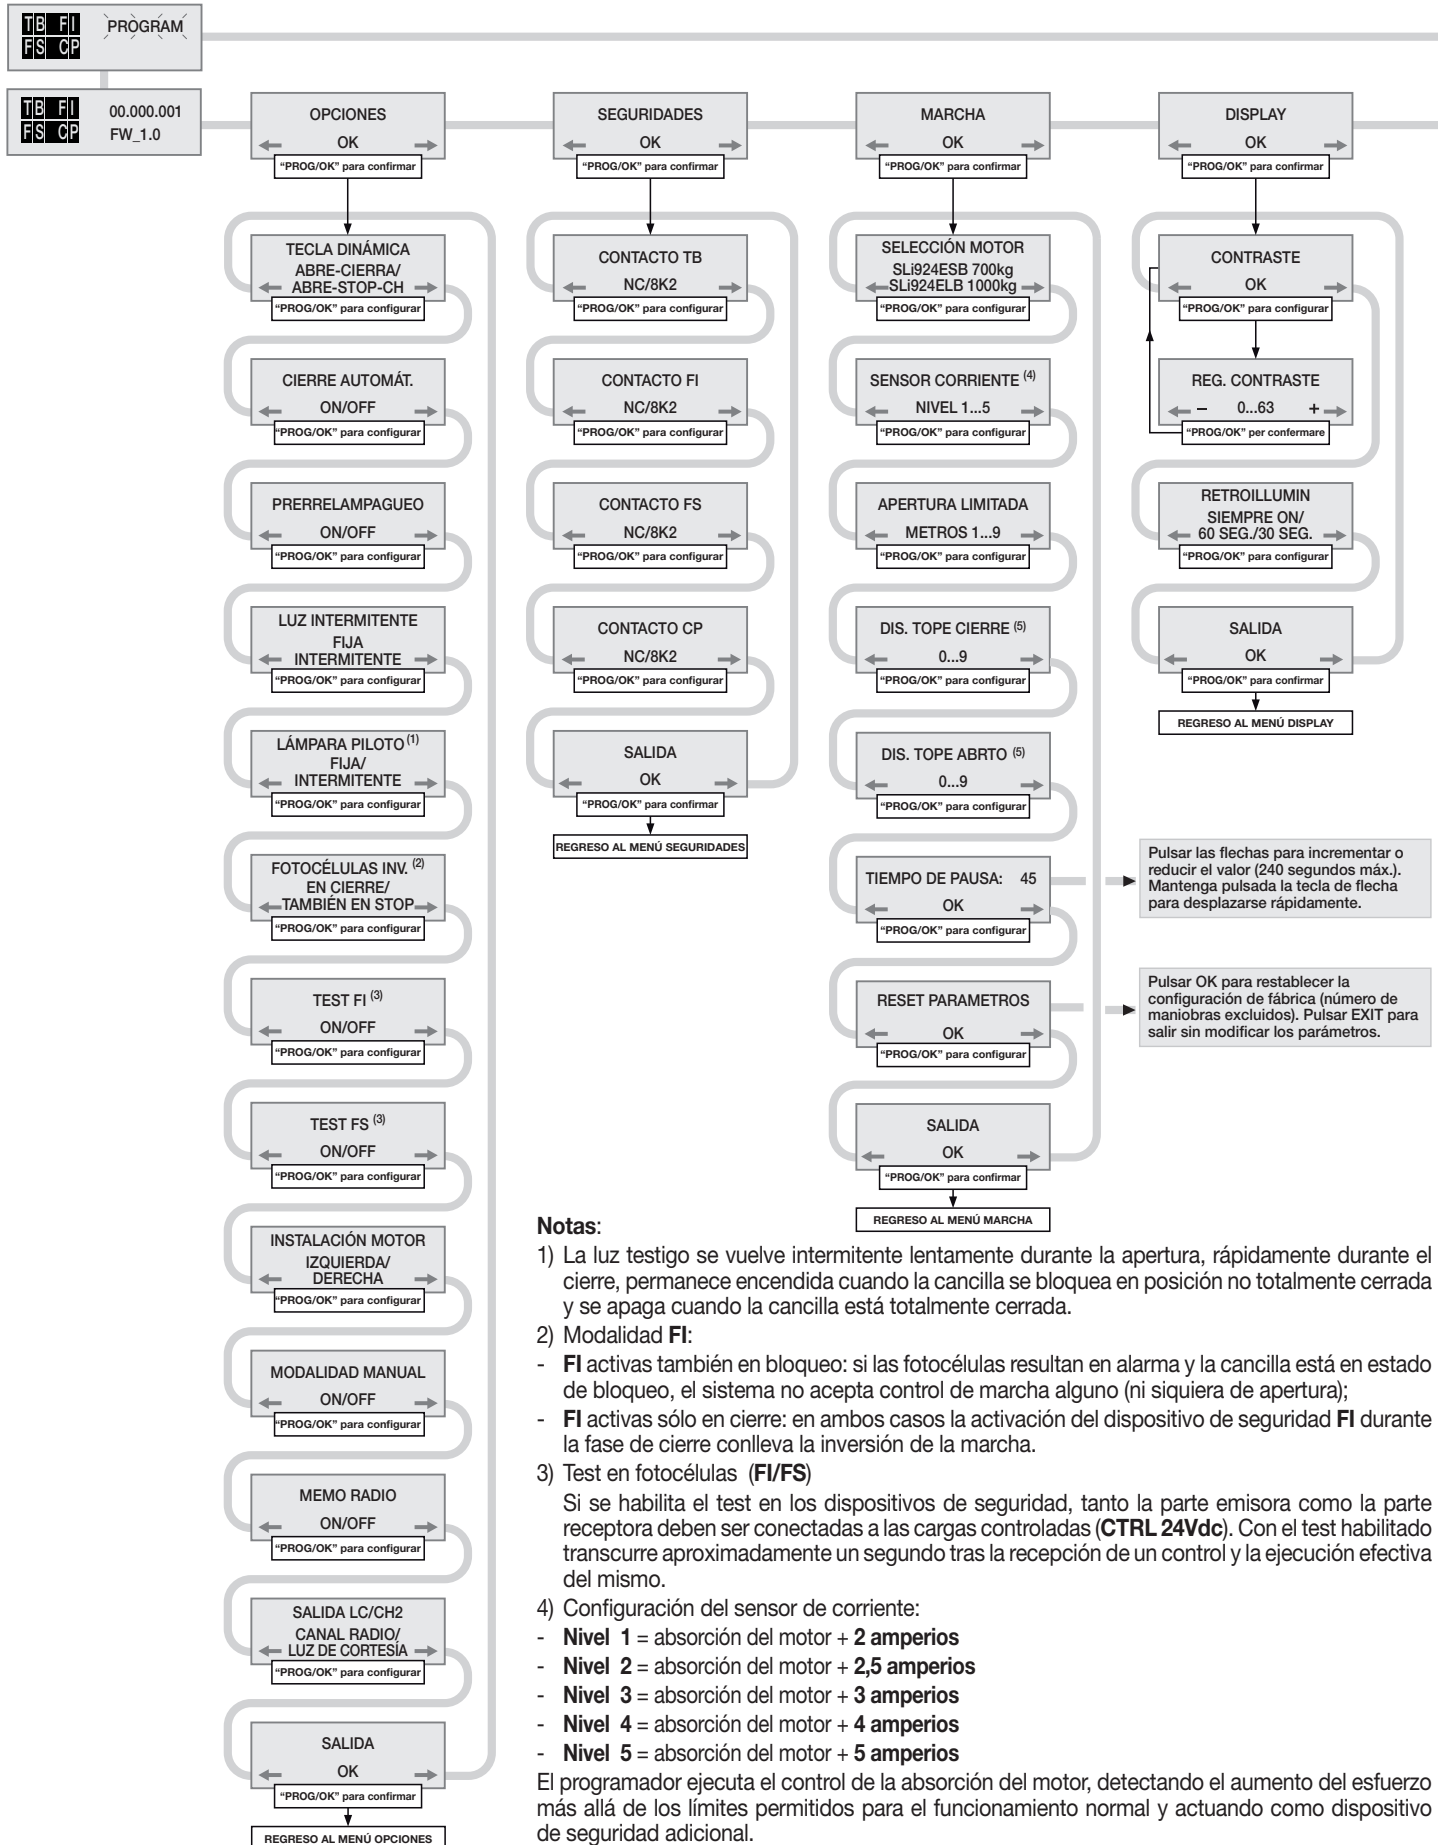 TB FI
FS CP
PROGRAM
TB FI
FS CP
00.000.001
FW_1.0
OPCIONES
OK
“PROG/OK” para confirmar
TECLA DINÁMICA
ABRE-CIERRA/
ABRE-STOP-CH
“PROG/OK” para configurar
CIERRE AUTOMÁT.
ON/OFF
“PROG/OK” para configurar
PRERRELAMPAGUEO
ON/OFF
“PROG/OK” para configurar
LUZ INTERMITENTE
FIJA
INTERMITENTE
“PROG/OK” para configurar
LÁMPARA PILOTO (1)
FIJA/
INTERMITENTE
“PROG/OK” para configurar
FOTOCÉLULAS INV. (2)
EN CIERRE/
TAMBIÉN EN STOP
“PROG/OK” para configurar
TEST FI (3)
ON/OFF
“PROG/OK” para configurar
TEST FS (3)
ON/OFF
“PROG/OK” para configurar
INSTALACIÓN MOTOR
IZQUIERDA/
DERECHA
“PROG/OK” para configurar
MODALIDAD MANUAL
ON/OFF
“PROG/OK” para configurar
MEMO RADIO
ON/OFF
“PROG/OK” para configurar
SALIDA LC/CH2
CANAL RADIO/
LUZ DE CORTESÍA
“PROG/OK” para configurar
SALIDA
OK
“PROG/OK” para confirmar
REGRESO AL MENÚ OPCIONES
SEGURIDADES
OK
“PROG/OK” para confirmar
CONTACTO TB
NC/8K2
“PROG/OK” para configurar
CONTACTO FI
NC/8K2
“PROG/OK” para configurar
CONTACTO FS
NC/8K2
“PROG/OK” para configurar
CONTACTO CP
NC/8K2
“PROG/OK” para configurar
SALIDA
OK
“PROG/OK” para confirmar
REGRESO AL MENÚ SEGURIDADES
MARCHA
OK
“PROG/OK” para confirmar
SELECCIÓN MOTOR
SLi924ESB 700kg
SLi924ELB 1000kg
“PROG/OK” para configurar
SENSOR CORRIENTE (4)
NIVEL 1...5
“PROG/OK” para configurar
APERTURA LIMITADA
METROS 1...9
“PROG/OK” para configurar
DIS. TOPE CIERRE (5)
0...9
“PROG/OK” para configurar
DIS. TOPE ABRTO (5)
0...9
“PROG/OK” para configurar
TIEMPO DE PAUSA: 45
OK
“PROG/OK” para configurar
RESET PARAMETROS
OK
“PROG/OK” para configurar
SALIDA
OK
“PROG/OK” para confirmar
REGRESO AL MENÚ MARCHA
DISPLAY
OK
“PROG/OK” para confirmar
CONTRASTE
OK
“PROG/OK” para configurar
REG. CONTRASTE
– 0...63 +
“PROG/OK” per confermare
RETROILLUMIN
SIEMPRE ON/
60 SEG./30 SEG.
“PROG/OK” para configurar
SALIDA
OK
“PROG/OK” para confirmar
REGRESO AL MENÚ DISPLAY
Pulsar las flechas para incrementar o
reducir el valor (240 segundos máx.).
Mantenga pulsada la tecla de flecha
para desplazarse rápidamente.
Pulsar OK para restablecer la
configuración de fábrica (número de
maniobras excluidos). Pulsar EXIT para
salir sin modificar los parámetros.
Notas:
1) La luz testigo se vuelve intermitente lentamente durante la apertura, rápidamente durante el
cierre, permanece encendida cuando la cancilla se bloquea en posición no totalmente cerrada
y se apaga cuando la cancilla está totalmente cerrada.
2) Modalidad FI:
- FI activas también en bloqueo: si las fotocélulas resultan en alarma y la cancilla está en estado
de bloqueo, el sistema no acepta control de marcha alguno (ni siquiera de apertura);
- FI activas sólo en cierre: en ambos casos la activación del dispositivo de seguridad FI durante
la fase de cierre conlleva la inversión de la marcha.
3) Test en fotocélulas (FI/FS)
Si se habilita el test en los dispositivos de seguridad, tanto la parte emisora como la parte
receptora deben ser conectadas a las cargas controladas (CTRL 24Vdc). Con el test habilitado
transcurre aproximadamente un segundo tras la recepción de un control y la ejecución efectiva
del mismo.
4) Configuración del sensor de corriente:
- Nivel 1 = absorción del motor + 2 amperios
- Nivel 2 = absorción del motor + 2,5 amperios
- Nivel 3 = absorción del motor + 3 amperios
- Nivel 4 = absorción del motor + 4 amperios
- Nivel 5 = absorción del motor + 5 amperios
El programador ejecuta el control de la absorción del motor, detectando el aumento del esfuerzo
más allá de los límites permitidos para el funcionamiento normal y actuando como dispositivo
de seguridad adicional.